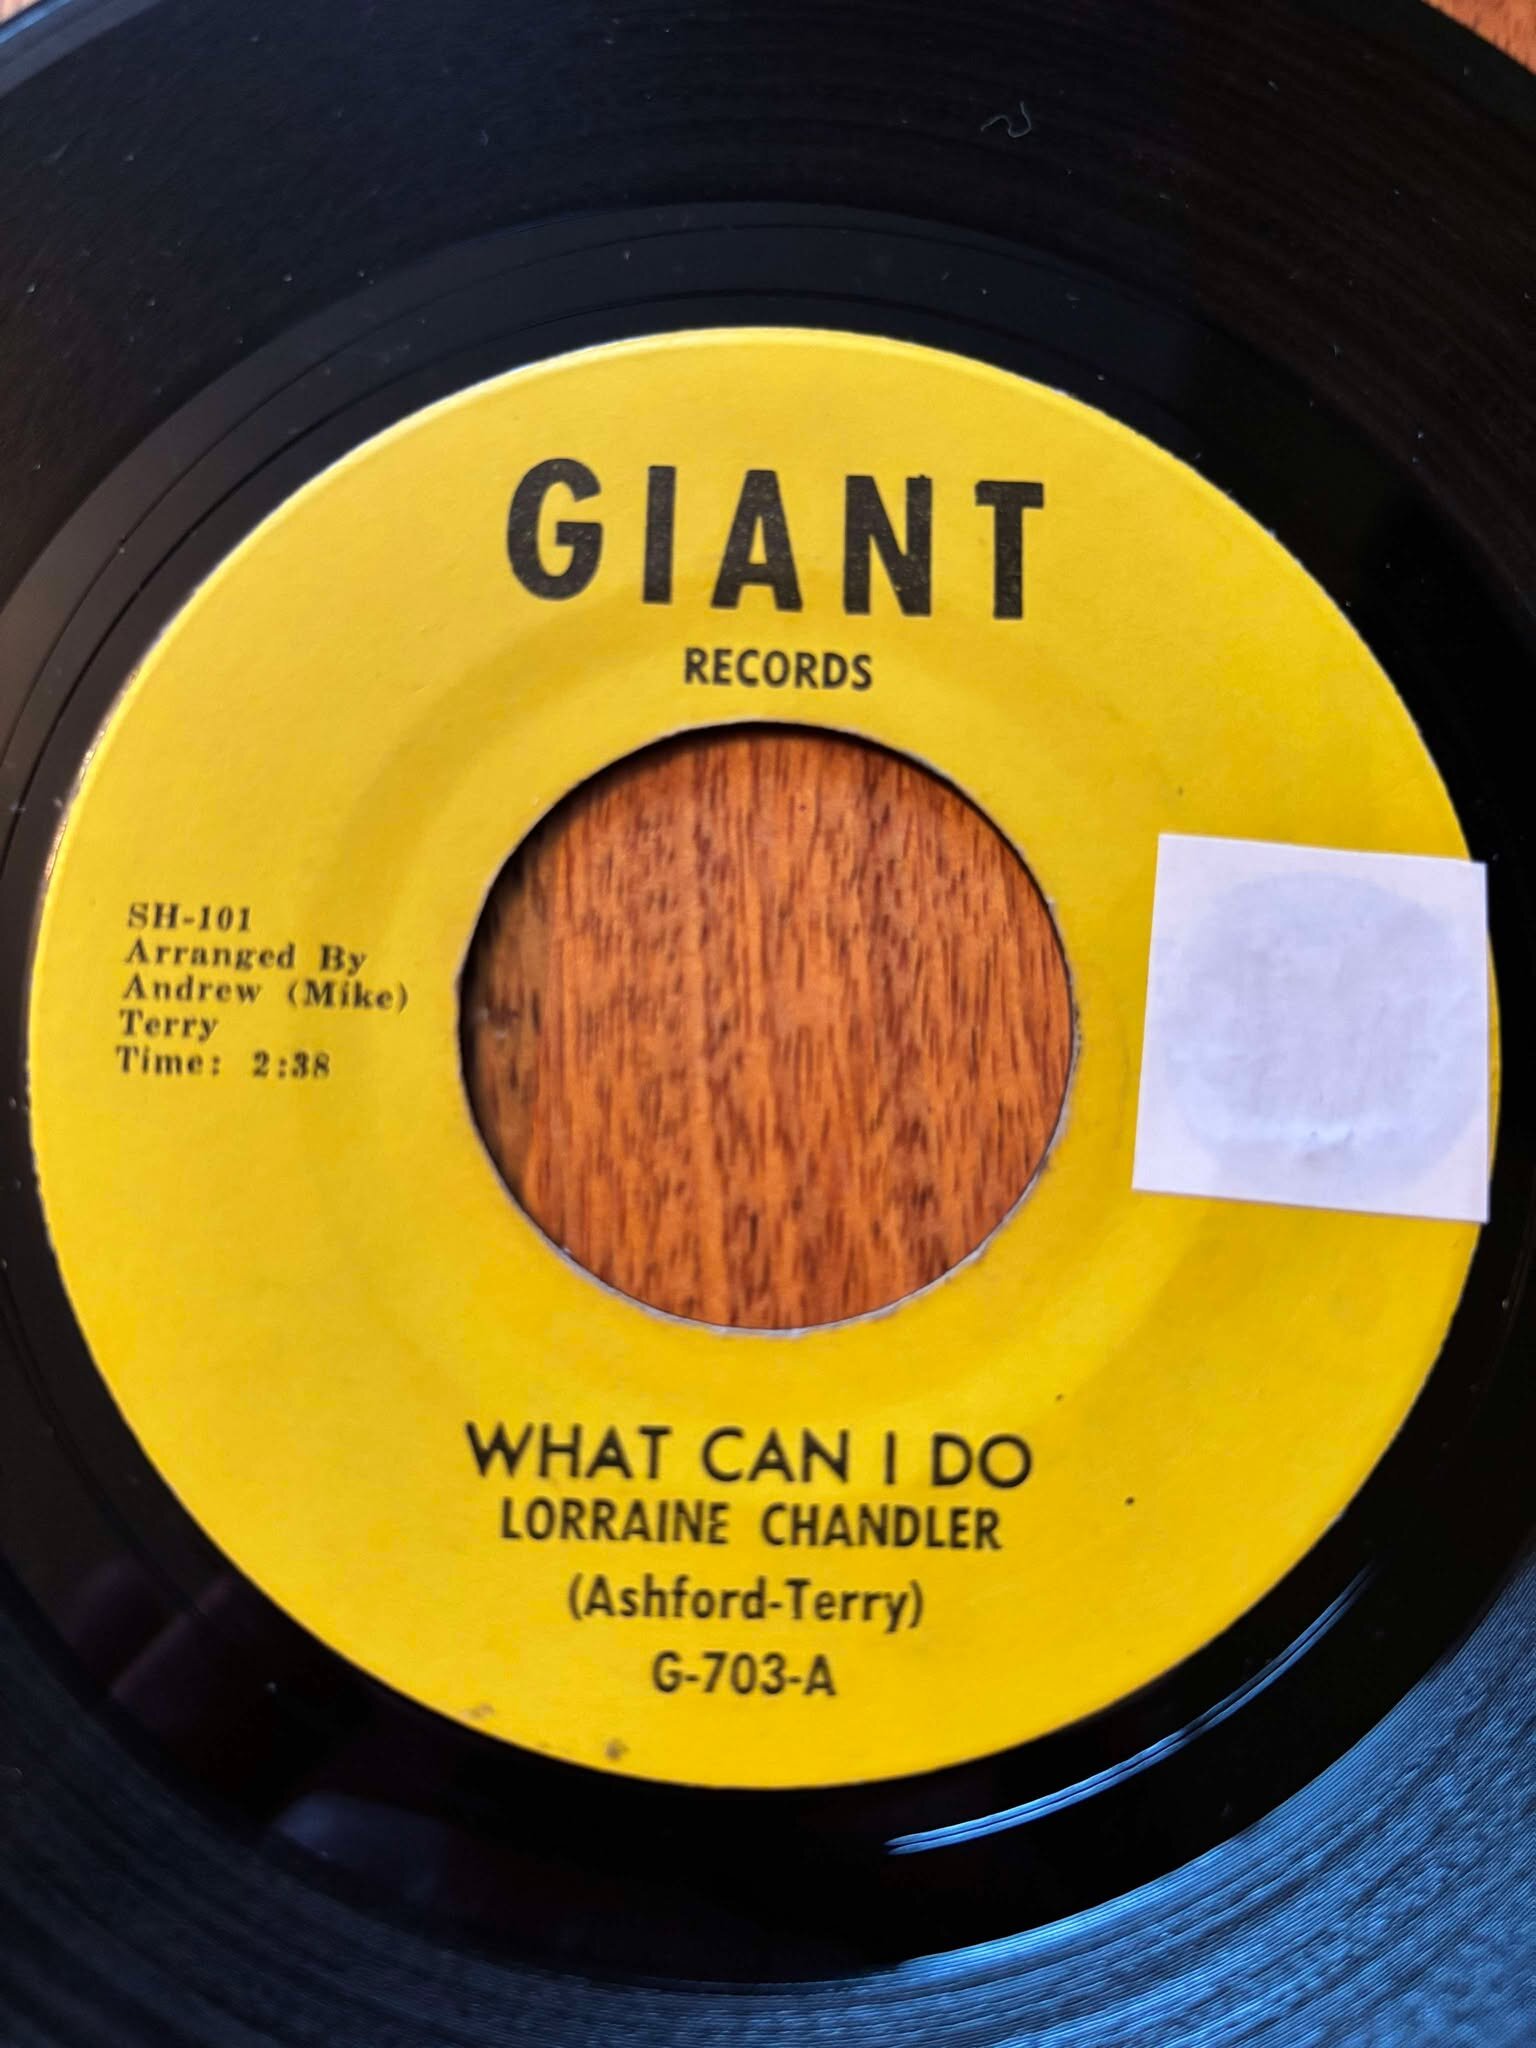 GIANT
RECORDS
SH-101
Arranged By
Andrew (Mike)
Terry
Time: 2:38
WHAT CAN I DO
LORRAINE CHANDLER
(Ashford-Terry)
G-703-A